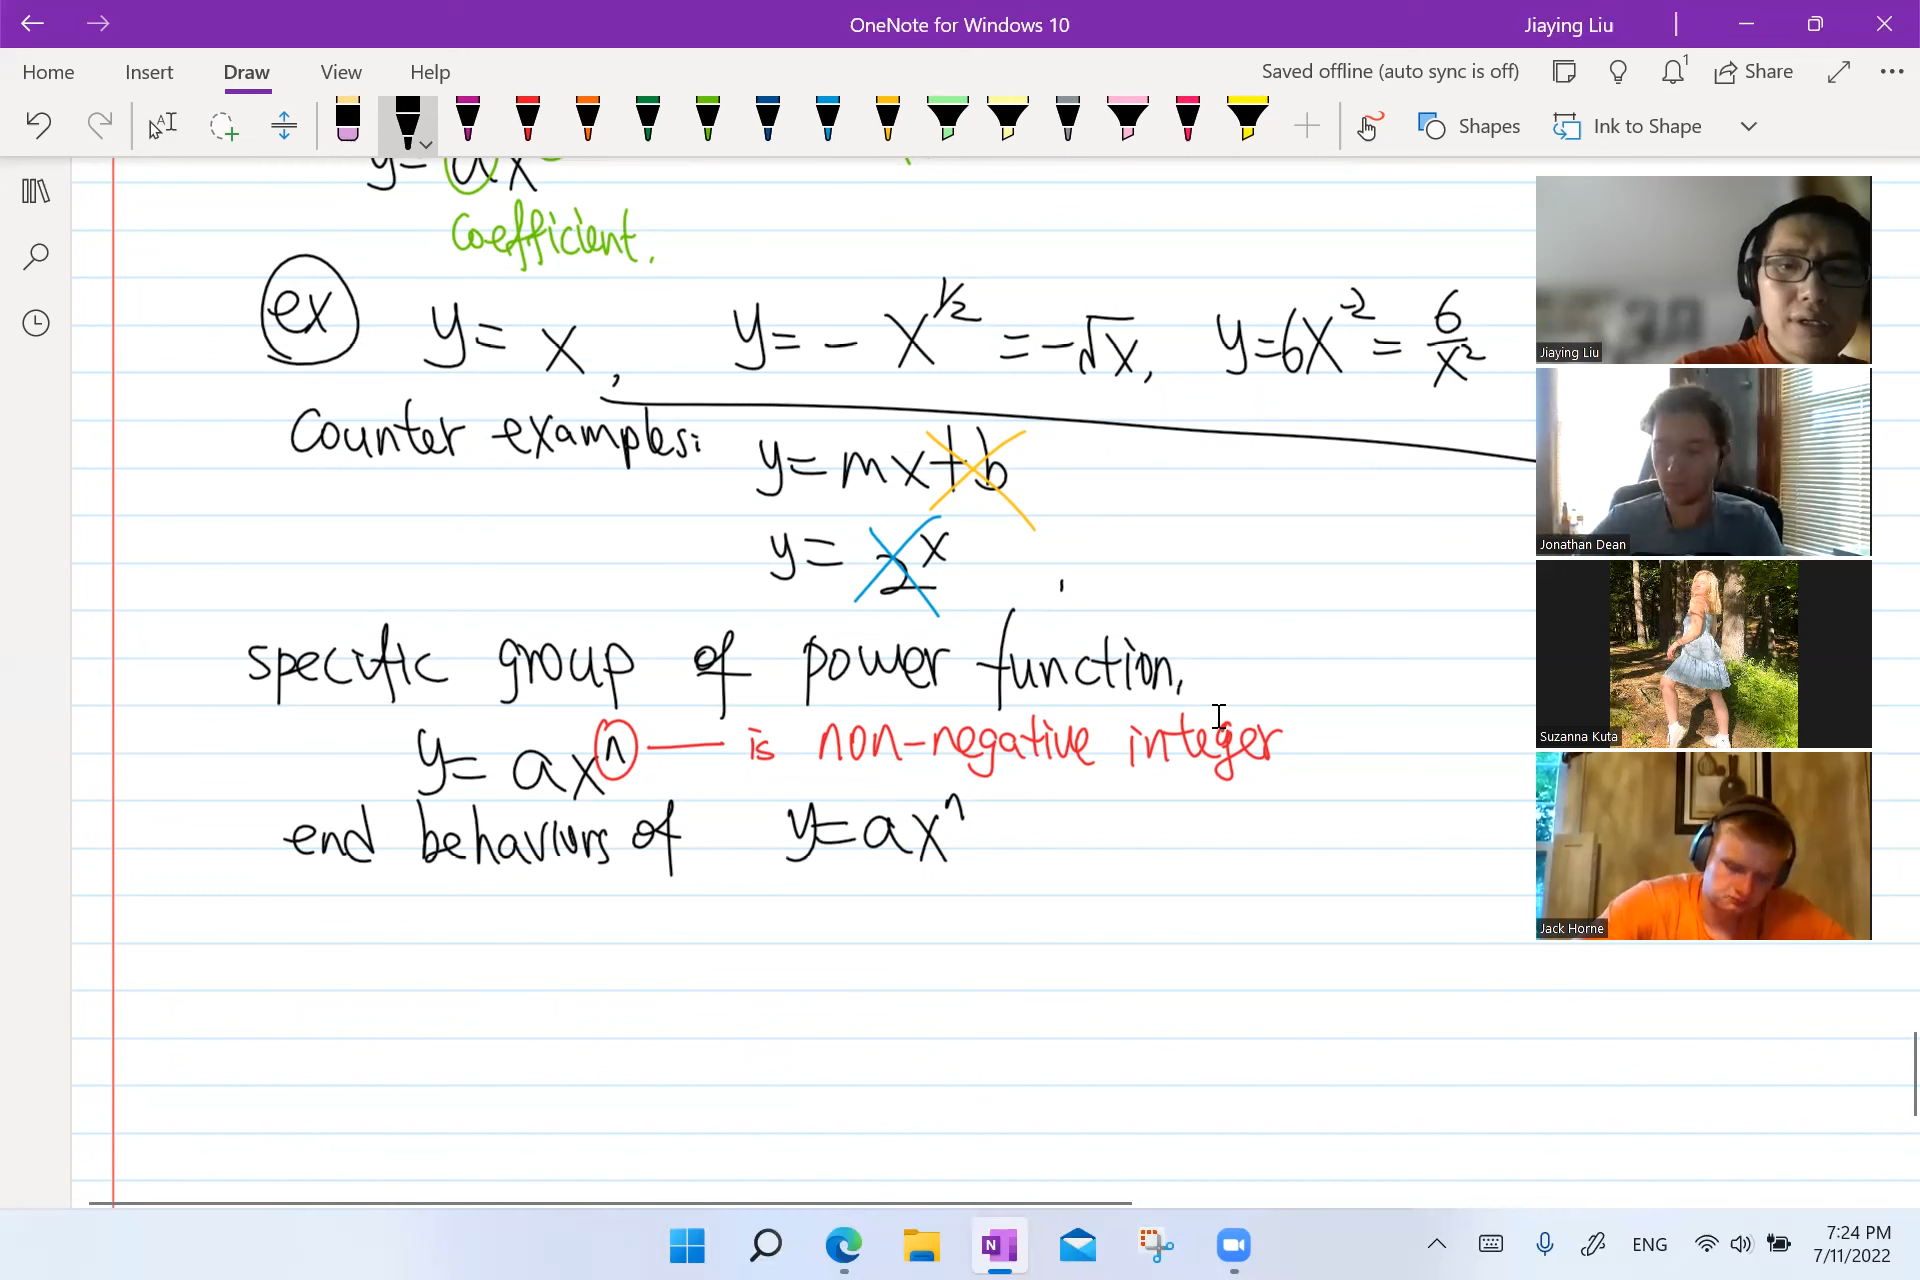 OneNote for Windows 10
Jiaying Liu
Home Insert Draw View Help
Saved offline (auto sync is off)
1
Share
Shapes
Ink to Shape
y = ax
Coefficient.
ex y = x, y = - x^1/2 = -√x, y = 6x^-2 = 6/x^2
Counter examples: y = mx+b
y = 2^x
specific group of power function,
y = ax^n — is non-negative integer
end behaviors of y = ax^n
Jiaying Liu
Jonathan Dean
Suzanna Kuta
Jack Horne
ENG
7:24 PM
7/11/2022